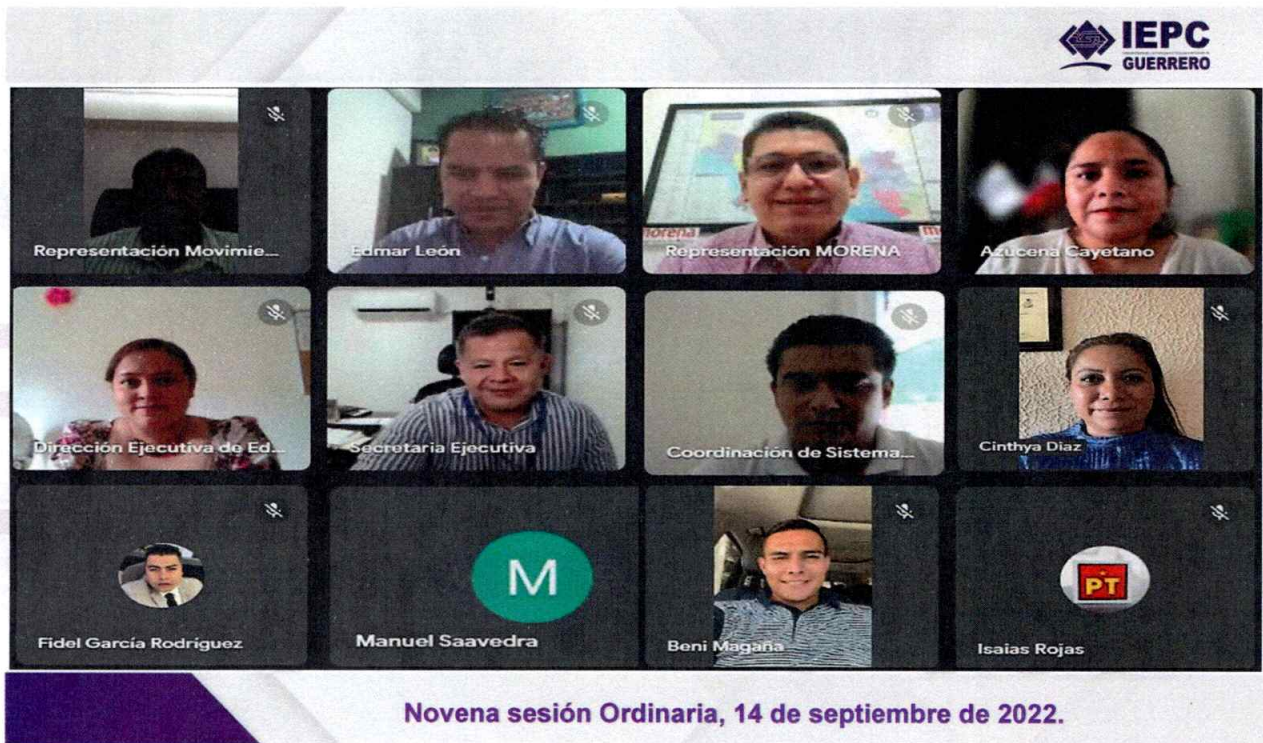 IEPC
GUERRERO
Representación Movimie...
Edmar León
morena
Representación MORENA
Azucena Cayetano
Dirección Ejecutiva de Ed...
Secretaria Ejecutiva
Coordinación de Sistema...
Cinthya Diaz
Fidel García Rodríguez
M
Manuel Saavedra
Beni Magaña
PT
Isaias Rojas
Novena sesión Ordinaria, 14 de septiembre de 2022.